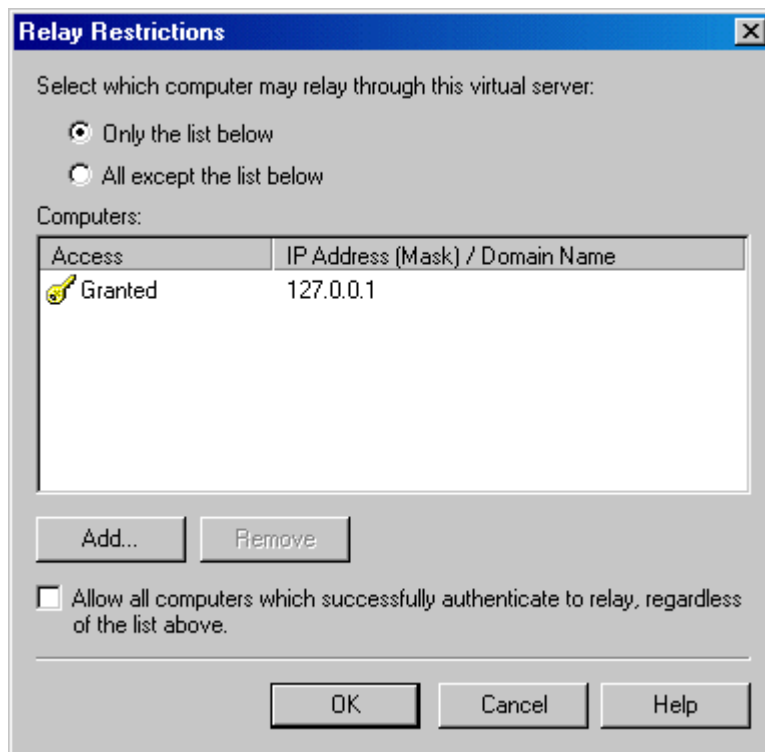 Relay Restrictions
Select which computer may relay through this virtual server:
Only the list below
All except the list below
Computers:
Access IP Address (Mask) / Domain Name
Granted 127.0.0.1
Add... Remove
Allow all computers which successfully authenticate to relay, regardless
of the list above.
OK Cancel Help